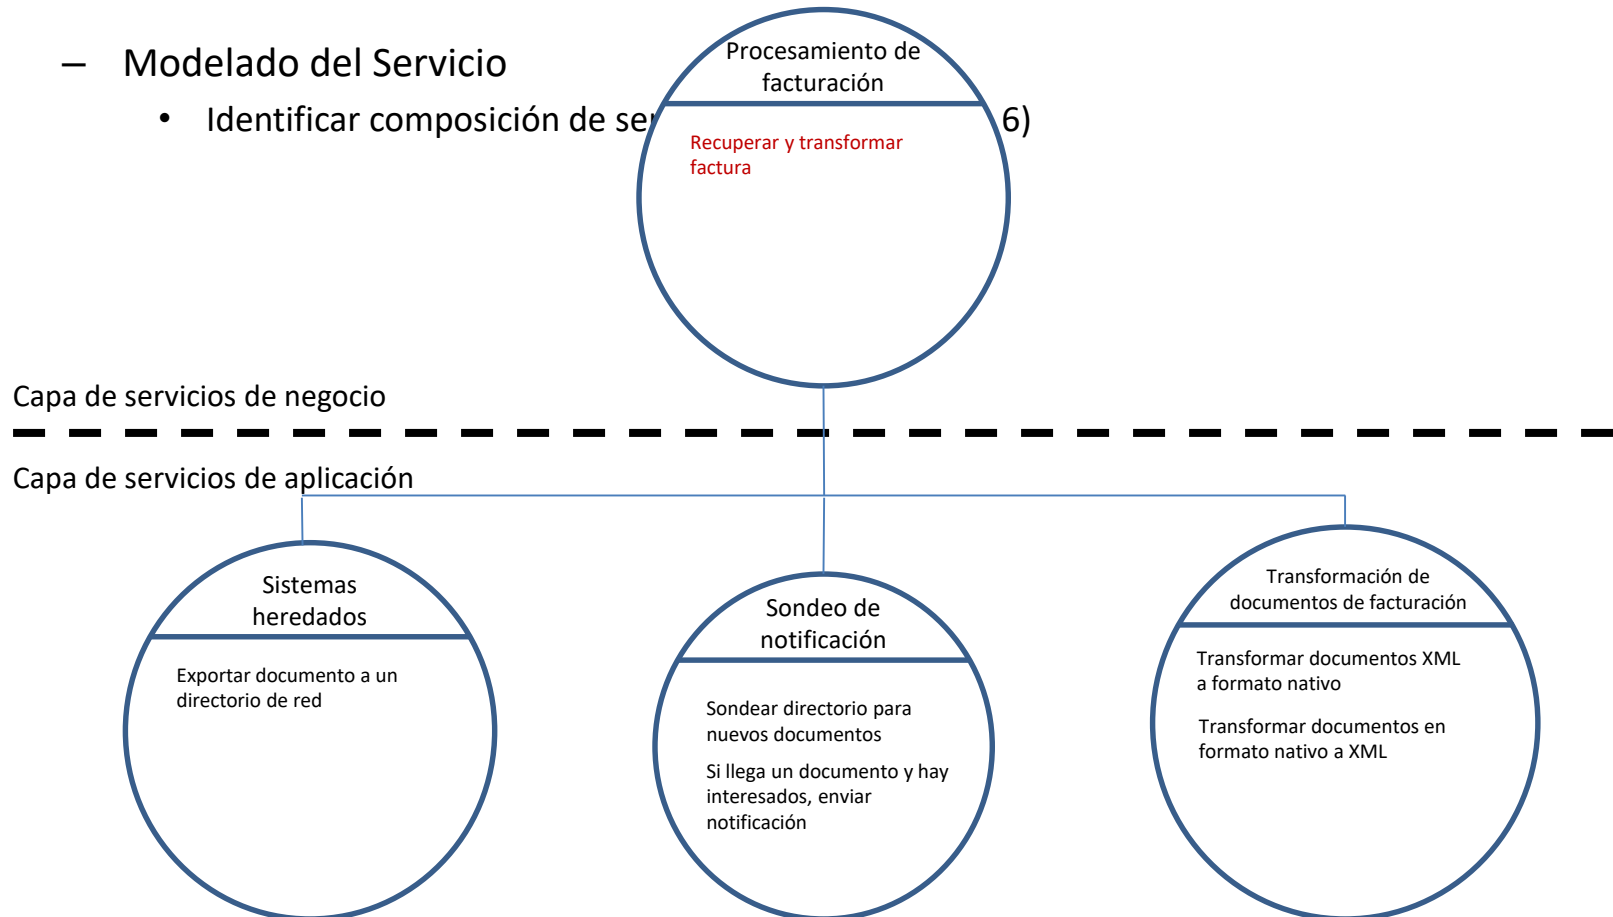 – Modelado del Servicio
• Identificar composición de 6)
Procesamiento de
facturación
Recuperar y transformar
factura
Capa de servicios de negocio
Capa de servicios de aplicación
Sistemas
heredados
Exportar documento a un
directorio de red
Sondeo de
notificación
Sondear directorio para
nuevos documentos
Si llega un documento y hay
interesados, enviar
notificación
Transformación de
documentos de facturación
Transformar documentos XML
a formato nativo
Transformar documentos en
formato nativo a XML